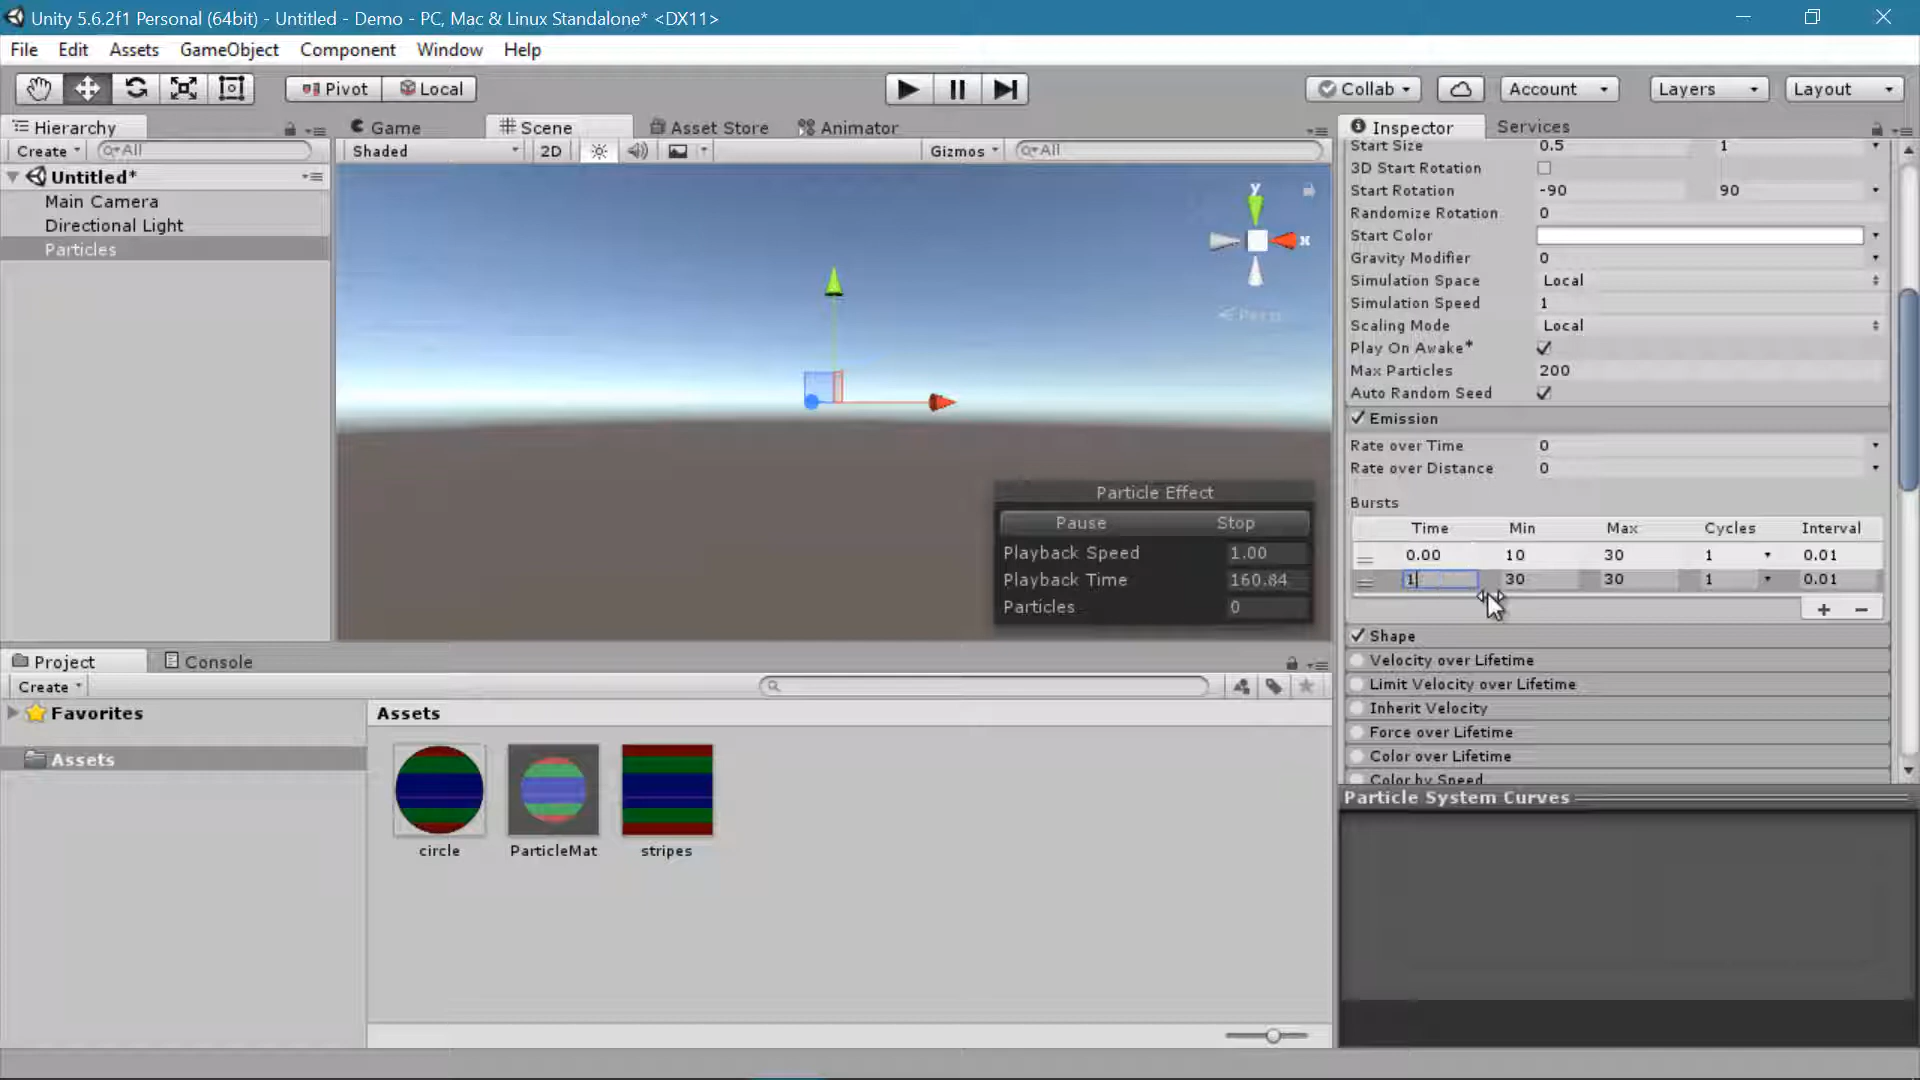 Unity 5.6.2f1 Personal (64bit) - Untitled - Demo - PC, Mac & Linux Standalone* <DX11>
File Edit Assets GameObject Component Window Help
Pivot Local Collab Account Layers Layout
Hierarchy
Create All
Untitled*
Main Camera
Directional Light
Particles
Game Scene Asset Store Animator
Shaded 2D Gizmos All
y
x
Persp
Particle Effect
Pause Stop
Playback Speed 1.00
Playback Time 160.84
Particles 0
Inspector Services
Start Size 0.5 1
3D Start Rotation
Start Rotation -90 90
Randomize Rotation 0
Start Color
Gravity Modifier 0
Simulation Space Local
Simulation Speed 1
Scaling Mode Local
Play On Awake*
Max Particles 200
Auto Random Seed
Emission
Rate over Time 0
Rate over Distance 0
Bursts
Time Min Max Cycles Interval
0.00 10 30 1 0.01
1 30 30 1 0.01
+ −
Shape
Velocity over Lifetime
Limit Velocity over Lifetime
Inherit Velocity
Force over Lifetime
Color over Lifetime
Color by Speed
Particle System Curves
Project Console
Create
Favorites
Assets
Assets
circle ParticleMat stripes